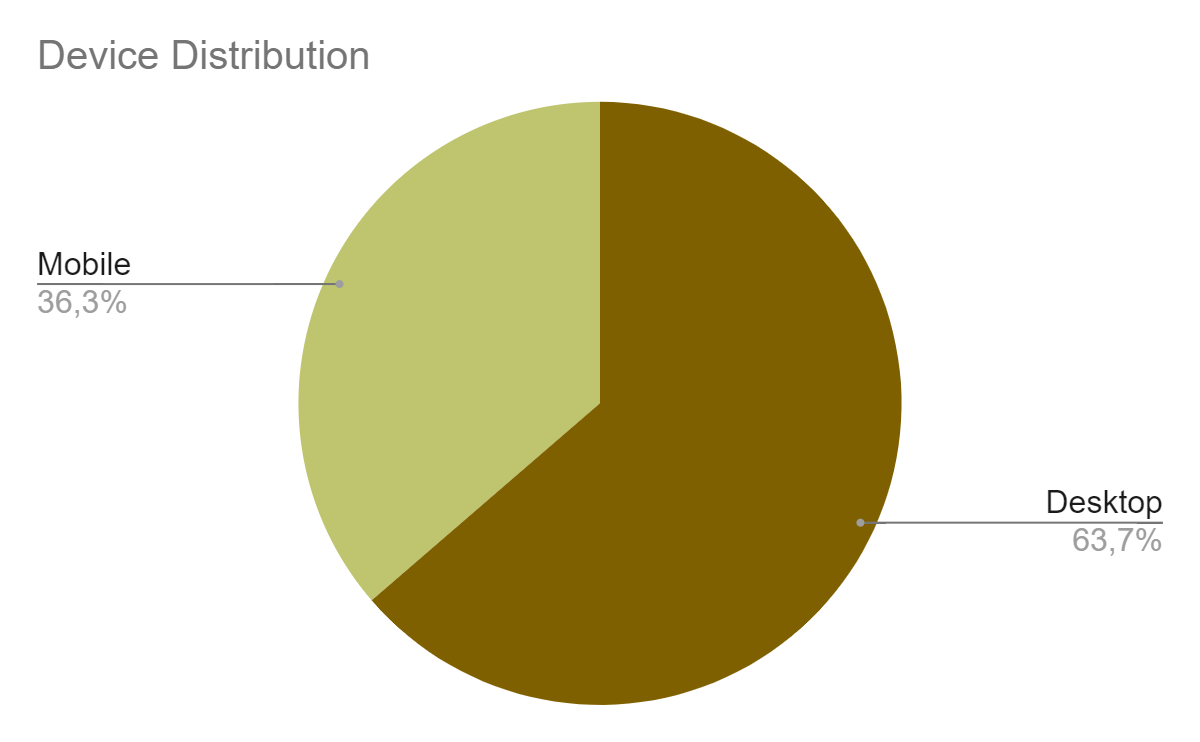 Device Distribution
Mobile
36,3%
Desktop
63,7%